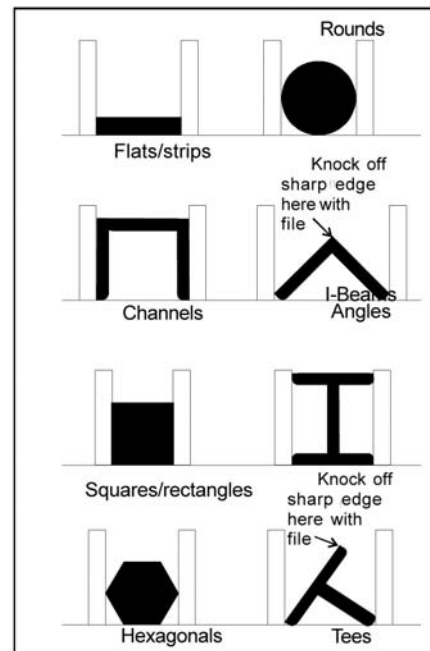 Rounds
Flats/strips
Knock off
sharp edge
here with
file
Channels
I-Beams
Angles
Squares/rectangles
Knock off
sharp edge
here with
file
Hexagonals
Tees